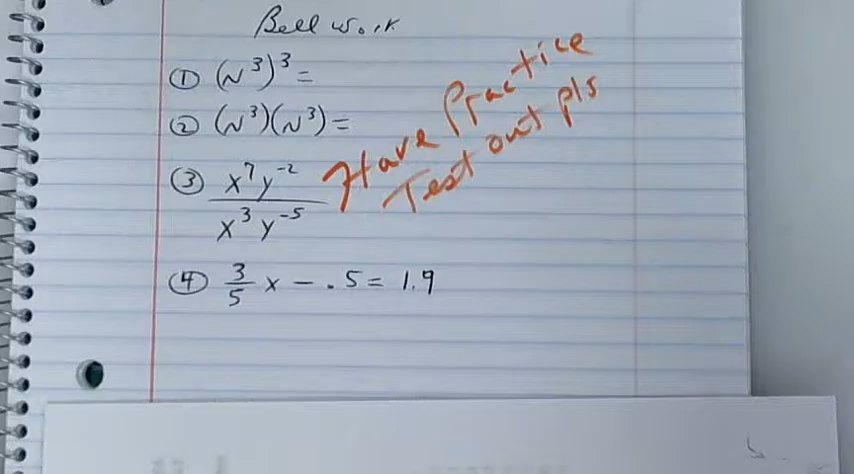 Bell work
① (N³)³ =
② (N³)(N³) =
③ x⁷y⁻² / x³y⁻⁵
④ 3/5 x - .5 = 1.9
Have Practice
Test out pls